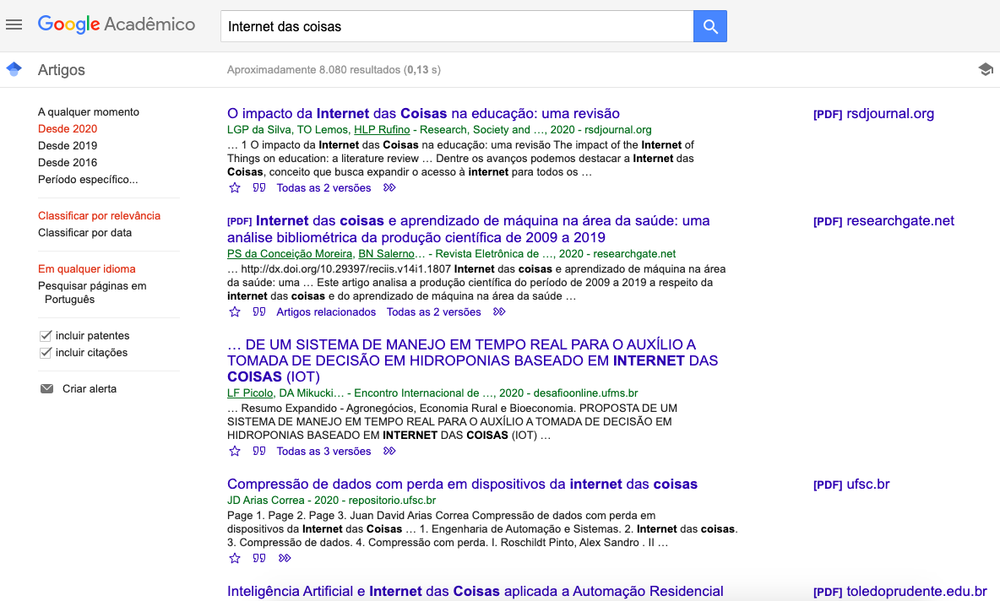 Google Acadêmico
Internet das coisas
Artigos
Aproximadamente 8.080 resultados (0,13 s)
A qualquer momento
Desde 2020
Desde 2019
Desde 2016
Período específico...
Classificar por relevância
Classificar por data
Em qualquer idioma
Pesquisar páginas em
Português
incluir patentes
incluir citações
Criar alerta
O impacto da Internet das Coisas na educação: uma revisão
[PDF] rsdjournal.org
LGP da Silva, TO Lemos, HLP Rufino - Research, Society and …, 2020 - rsdjournal.org
… 1 O impacto da Internet das Coisas na educação: uma revisão The impact of the Internet of
Things on education: a literature review … Dentre os avanços podemos destacar a Internet das
Coisas, conceito que busca expandir o acesso à internet para todos os …
Todas as 2 versões
[PDF] Internet das coisas e aprendizado de máquina na área da saúde: uma
análise bibliométrica da produção científica de 2009 a 2019
[PDF] researchgate.net
PS da Conceição Moreira, BN Salerno… - Revista Eletrônica de …, 2020 - researchgate.net
… http://dx.doi.org/10.29397/reciis.v14i1.1807 Internet das coisas e aprendizado de máquina na área
da saúde: uma … Este artigo analisa a produção científica do período de 2009 a 2019 a respeito da
internet das coisas e do aprendizado de máquina na área da saúde …
Artigos relacionados Todas as 2 versões
… DE UM SISTEMA DE MANEJO EM TEMPO REAL PARA O AUXÍLIO A
TOMADA DE DECISÃO EM HIDROPONIAS BASEADO EM INTERNET DAS
COISAS (IOT)
LF Picolo, DA Mikucki… - Encontro Internacional de …, 2020 - desafioonline.ufms.br
… Resumo Expandido - Agronegócios, Economia Rural e Bioeconomia. PROPOSTA DE UM
SISTEMA DE MANEJO EM TEMPO REAL PARA O AUXÍLIO A TOMADA DE DECISÃO EM
HIDROPONIAS BASEADO EM INTERNET DAS COISAS (IOT) …
Todas as 3 versões
Compressão de dados com perda em dispositivos da internet das coisas
[PDF] ufsc.br
JD Arias Correa - 2020 - repositorio.ufsc.br
Page 1. Page 2. Page 3. Juan David Arias Correa Compressão de dados com perda em
dispositivos da Internet das Coisas … 1. Engenharia de Automação e Sistemas. 2. Internet das coisas.
3. Compressão de dados. 4. Compressão com perda. I. Roschildt Pinto, Alex Sandro . II …
Inteligência Artificial e Internet das Coisas aplicada a Automação Residencial
[PDF] toledoprudente.edu.br